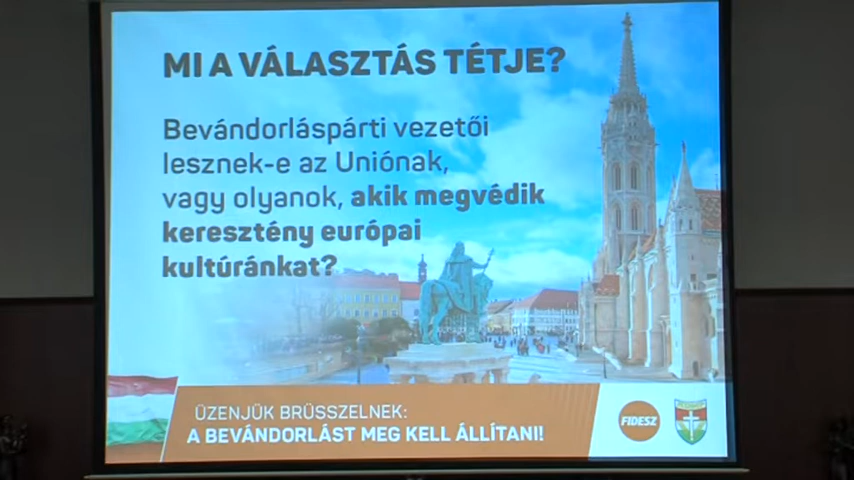 MI A VÁLASZTÁS TÉTJE?
Bevándorláspárti vezetői
lesznek-e az Uniónak,
vagy olyanok, akik megvédik
keresztény európai
kultúránkat?
ÜZENJÜK BRÜSSZELNEK:
A BEVÁNDORLÁST MEG KELL ÁLLÍTANI!
FIDESZ